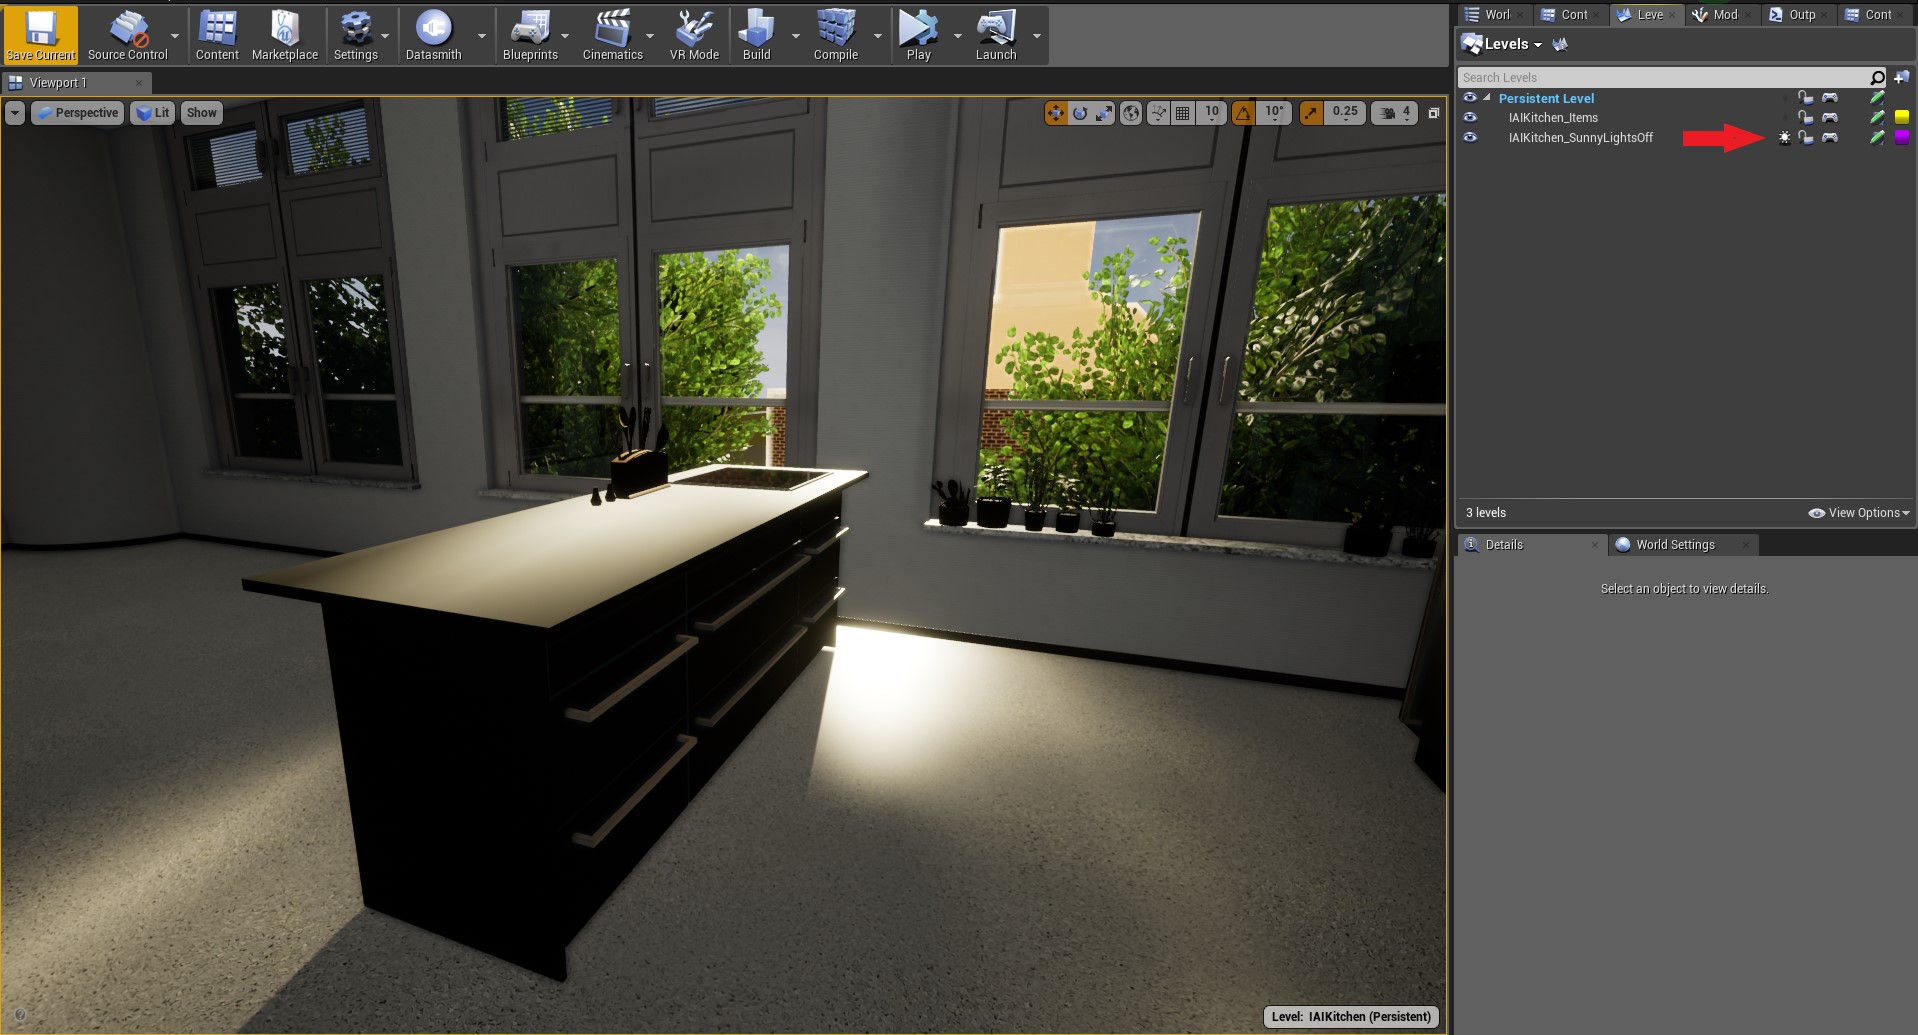 Save Current Source Control Content Marketplace Settings Datasmith Blueprints Cinematics VR Mode Build Compile Play Launch
Worl Cont Leve Mod Outp Cont
Levels
Viewport 1
Search Levels
Perspective Lit Show
10 10° 0.25 4
Persistent Level
IAIKitchen_Items
IAIKitchen_SunnyLightsOff
3 levels View Options
Details World Settings
Select an object to view details.
Level: IAIKitchen (Persistent)